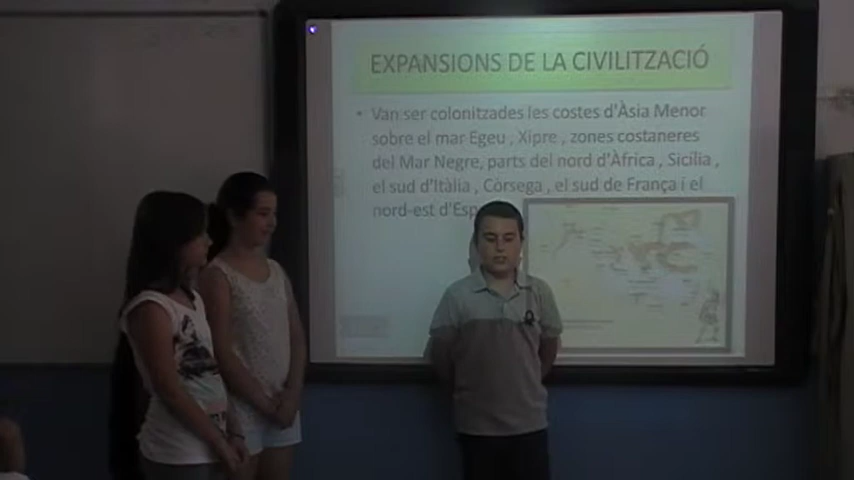 EXPANSIONS DE LA CIVILITZACIÓ
• Van ser colonitzades les costes d'Àsia Menor
sobre el mar Egeu , Xipre , zones costaneres
del Mar Negre, parts del nord d'Àfrica , Sicília ,
el sud d'Itàlia , Còrsega , el sud de França i el
nord-est